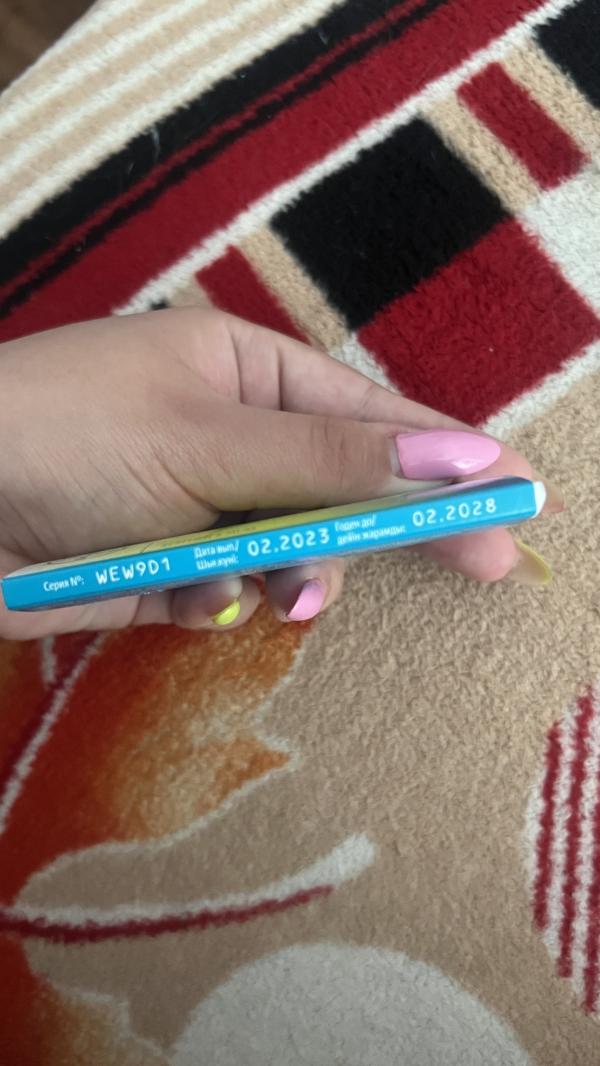 Серия №: WEW9D1
Дата вып./
Шығ.күні: 02.2023
Годен до/
дейін жарамды: 02.2028